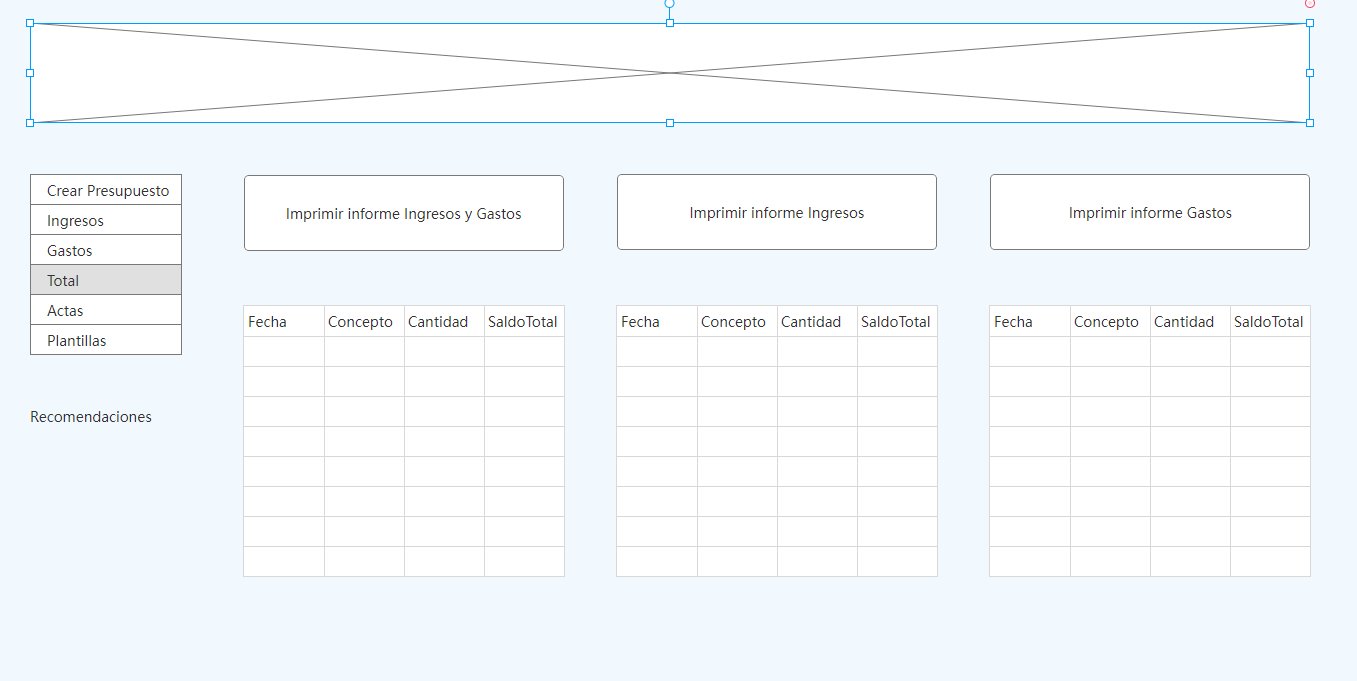 Crear Presupuesto
Ingresos
Gastos
Total
Actas
Plantillas
Recomendaciones
Imprimir informe Ingresos y Gastos
Fecha Concepto Cantidad SaldoTotal
Imprimir informe Ingresos
Fecha Concepto Cantidad SaldoTotal
Imprimir informe Gastos
Fecha Concepto Cantidad SaldoTotal